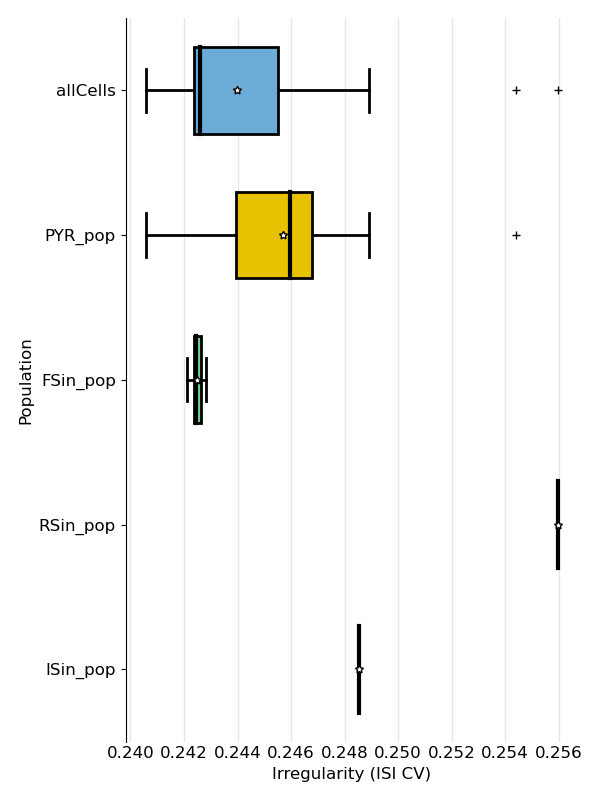 allCells
PYR_pop
FSin_pop
RSin_pop
ISin_pop
Population
0.240 0.242 0.244 0.246 0.248 0.250 0.252 0.254 0.256
Irregularity (ISI CV)